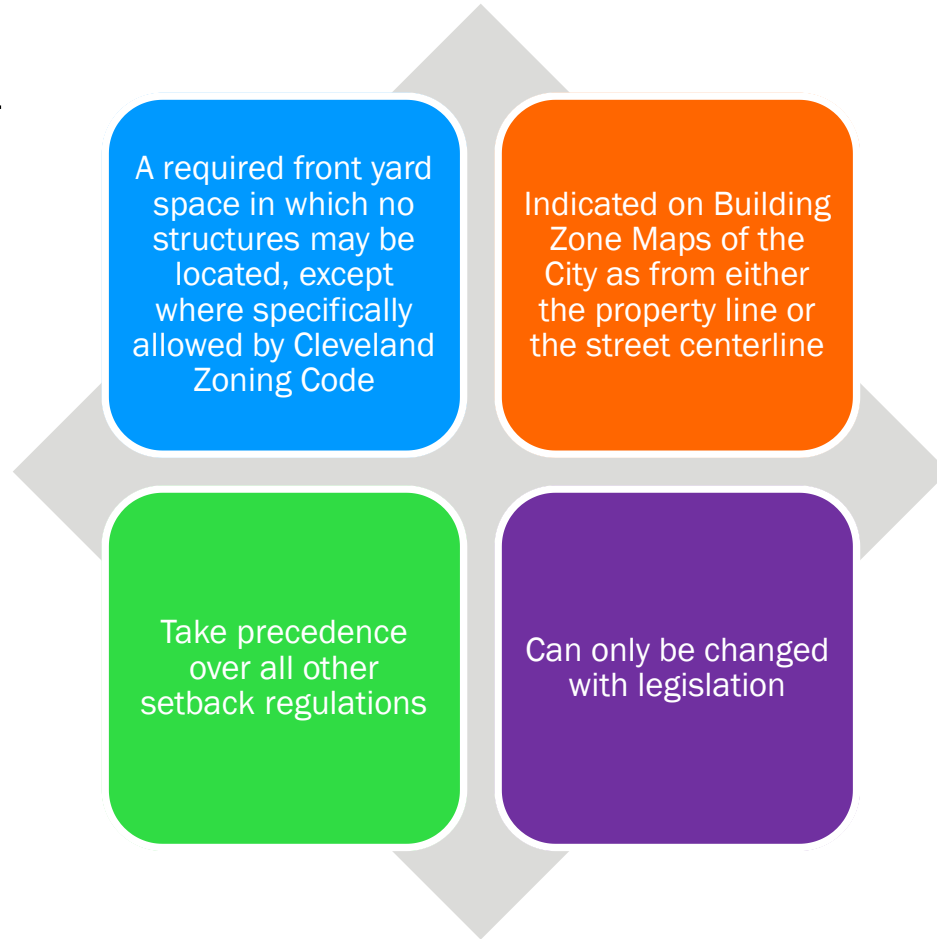 A required front yard
space in which no
structures may be
located, except
where specifically
allowed by Cleveland
Zoning Code
Indicated on Building
Zone Maps of the
City as from either
the property line or
the street centerline
Take precedence
over all other
setback regulations
Can only be changed
with legislation